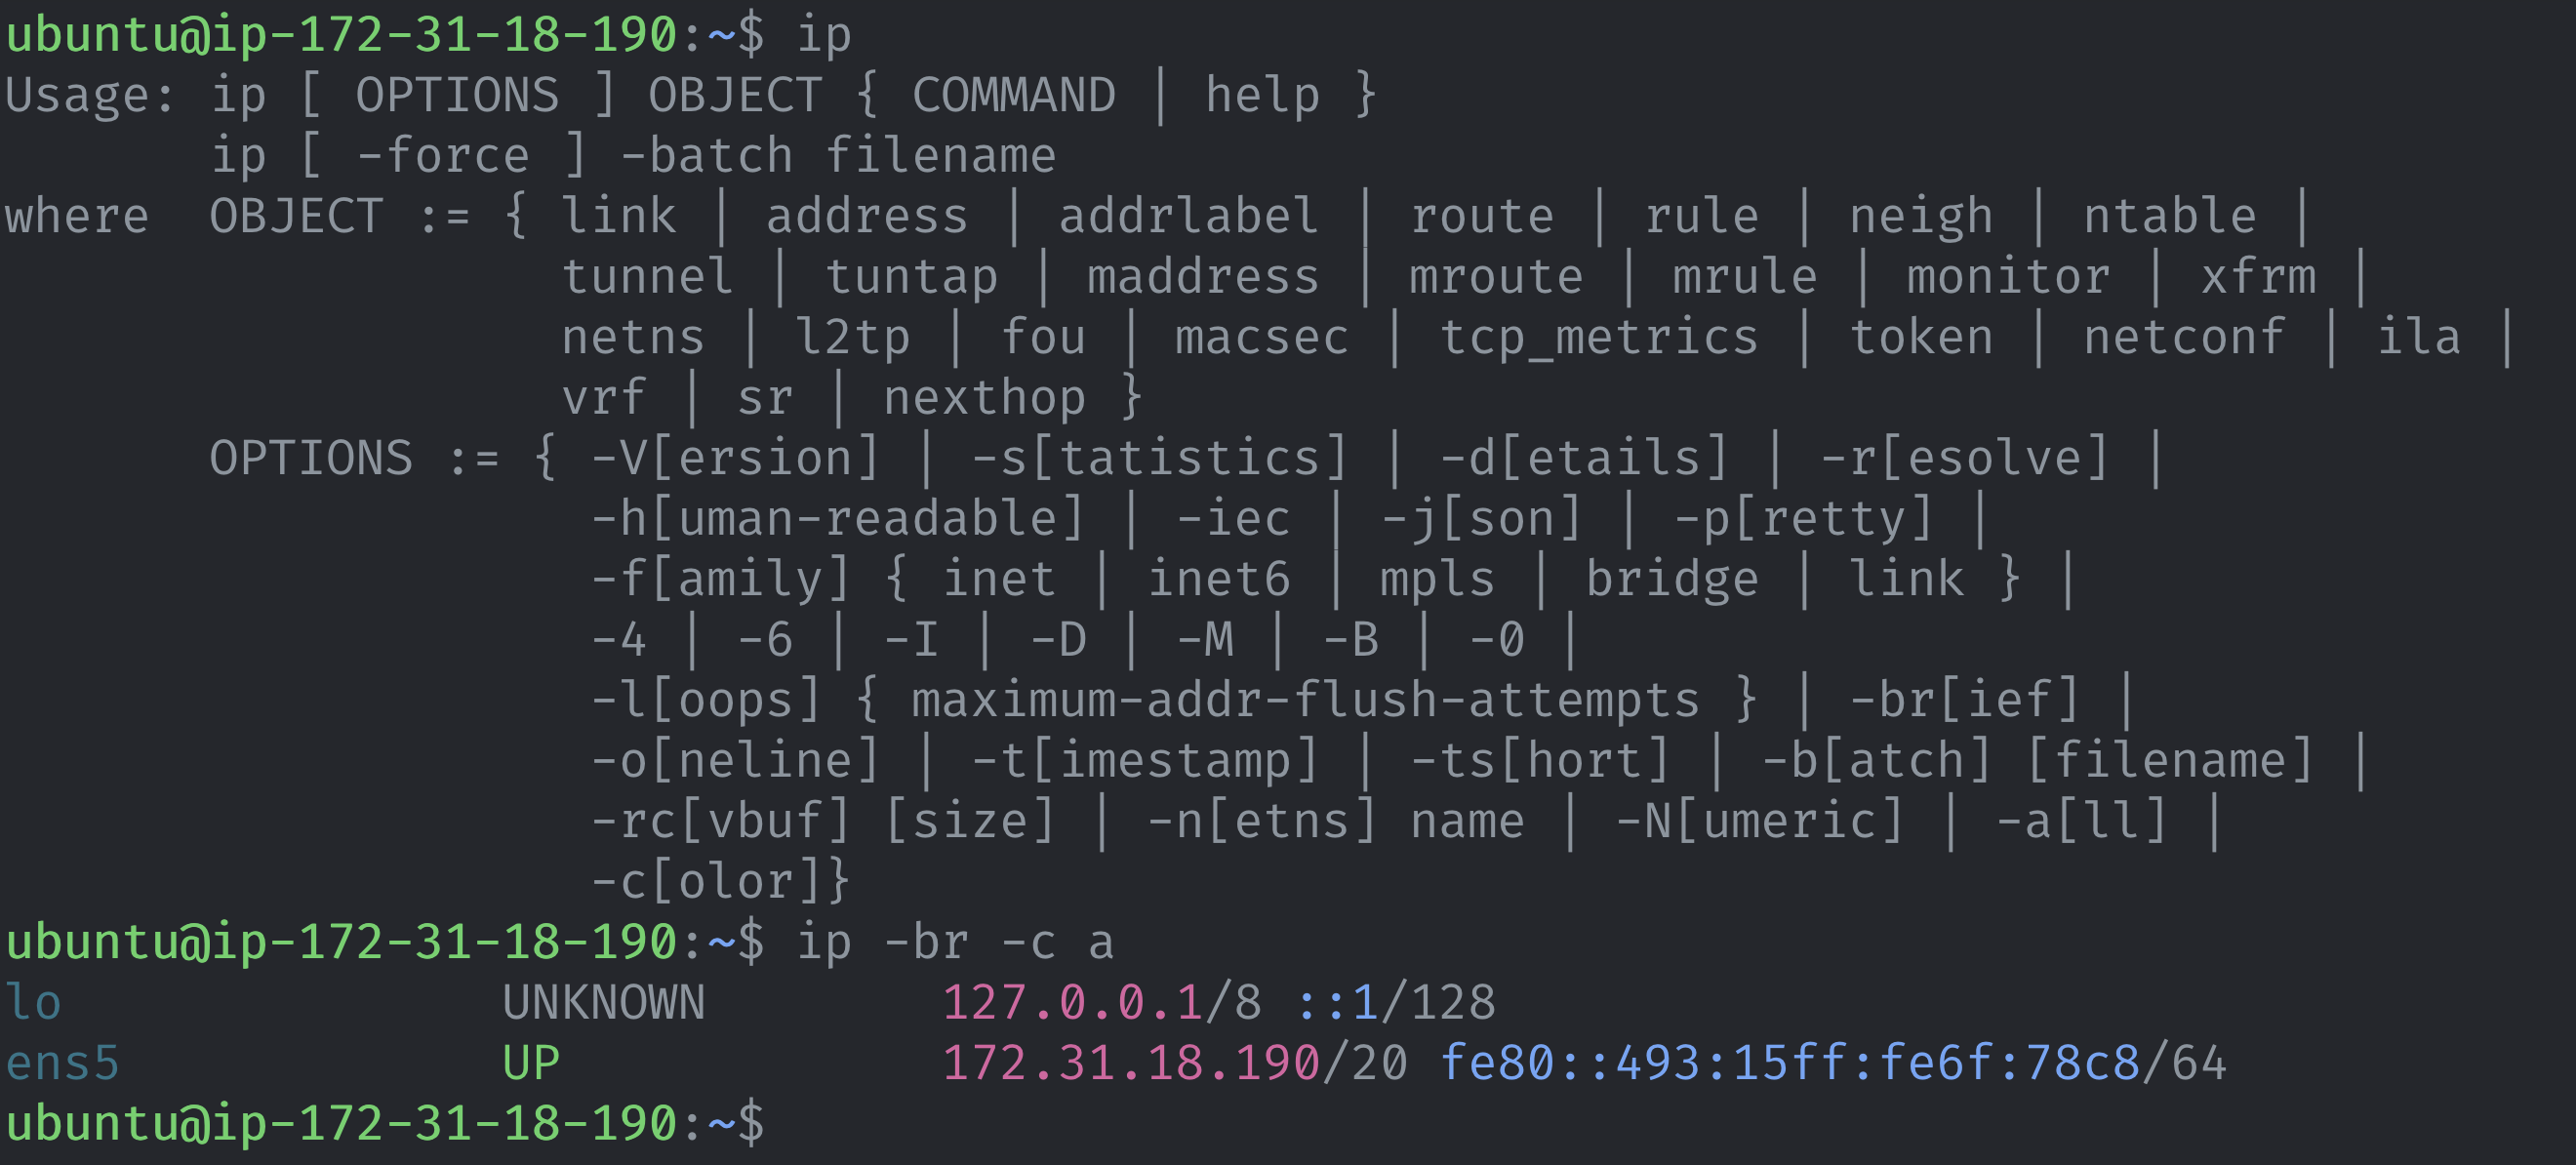 ubuntu@ip-172-31-18-190:~$ ip
Usage: ip [ OPTIONS ] OBJECT { COMMAND | help }
       ip [ -force ] -batch filename
where  OBJECT := { link | address | addrlabel | route | rule | neigh | ntable |
                   tunnel | tuntap | maddress | mroute | mrule | monitor | xfrm |
                   netns | l2tp | fou | macsec | tcp_metrics | token | netconf | ila |
                   vrf | sr | nexthop }
       OPTIONS := { -V[ersion] | -s[tatistics] | -d[etails] | -r[esolve] |
                    -h[uman-readable] | -iec | -j[son] | -p[retty] |
                    -f[amily] { inet | inet6 | mpls | bridge | link } |
                    -4 | -6 | -I | -D | -M | -B | -0 |
                    -l[oops] { maximum-addr-flush-attempts } | -br[ief] |
                    -o[neline] | -t[imestamp] | -ts[hort] | -b[atch] [filename] |
                    -rc[vbuf] [size] | -n[etns] name | -N[umeric] | -a[ll] |
                    -c[olor]}
ubuntu@ip-172-31-18-190:~$ ip -br -c a
lo               UNKNOWN        127.0.0.1/8 ::1/128
ens5             UP             172.31.18.190/20 fe80::493:15ff:fe6f:78c8/64
ubuntu@ip-172-31-18-190:~$